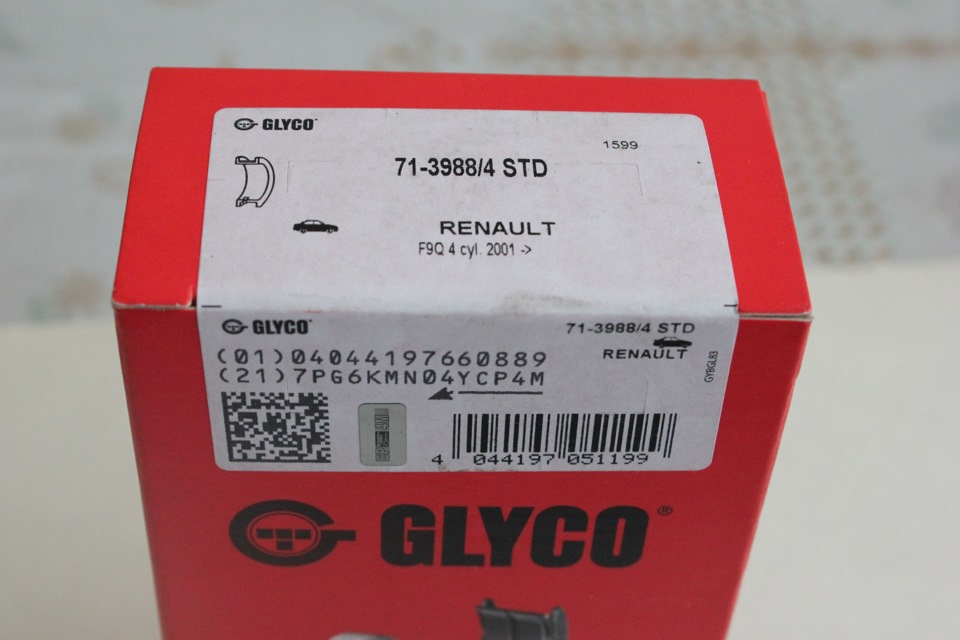 GLYCO
1599
71-3988/4 STD
RENAULT
F9Q 4 cyl. 2001 ->
GLYCO
71-3988/4 STD
RENAULT
(01)04044197660889
(21)7PG6KMN04YCP4M
GYBGL83
4 044197 051199
GLYCO®